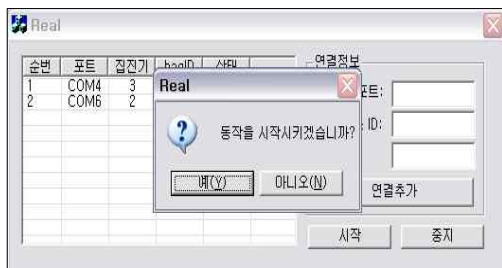 Real
순번 포트 집진기 bagID 상태
1 COM4 3
2 COM6 2
연결정보
포트:
ID:
연결추가
시작 중지
Real
동작을 시작시키겠습니까?
예(Y) 아니오(N)